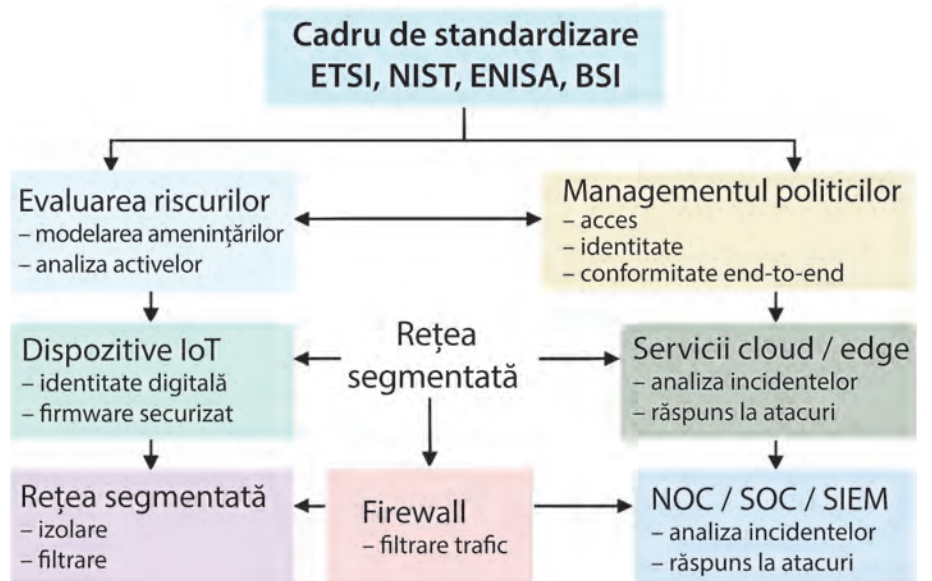 Cadru de standardizare
ETSI, NIST, ENISA, BSI
Evaluarea riscurilor
– modelarea amenințărilor
– analiza activelor
Managementul politicilor
– acces
– identitate
– conformitate end-to-end
Dispozitive IoT
– identitate digitală
– firmware securizat
Rețea
segmentată
Servicii cloud / edge
– analiza incidentelor
– răspuns la atacuri
Rețea segmentată
– izolare
– filtrare
Firewall
– filtrare trafic
NOC / SOC / SIEM
– analiza incidentelor
– răspuns la atacuri